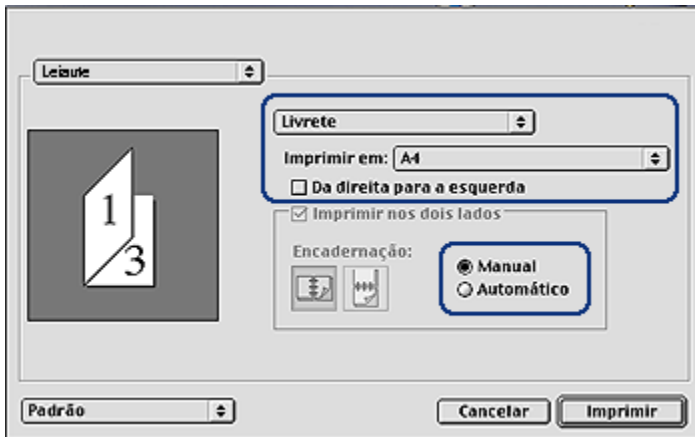 Leiaute
Livrete
Imprimir em: A4
Da direita para a esquerda
Imprimir nos dois lados
Encadernação:
Manual
Automático
1
3
Padrão
Cancelar
Imprimir